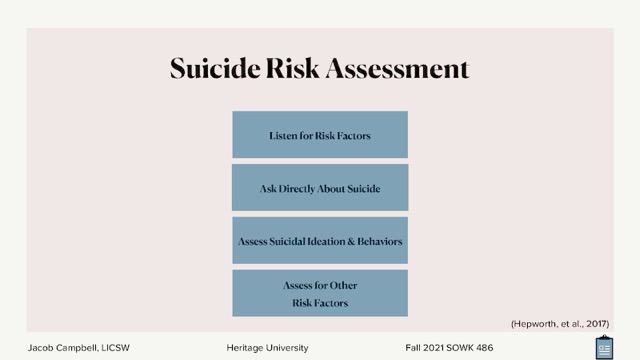 Suicide Risk Assessment
Listen for Risk Factors
Ask Directly About Suicide
Assess Suicidal Ideation & Behaviors
Assess for Other
Risk Factors
(Hepworth, et al., 2017)
Jacob Campbell, LICSW
Heritage University
Fall 2021 SOWK 486